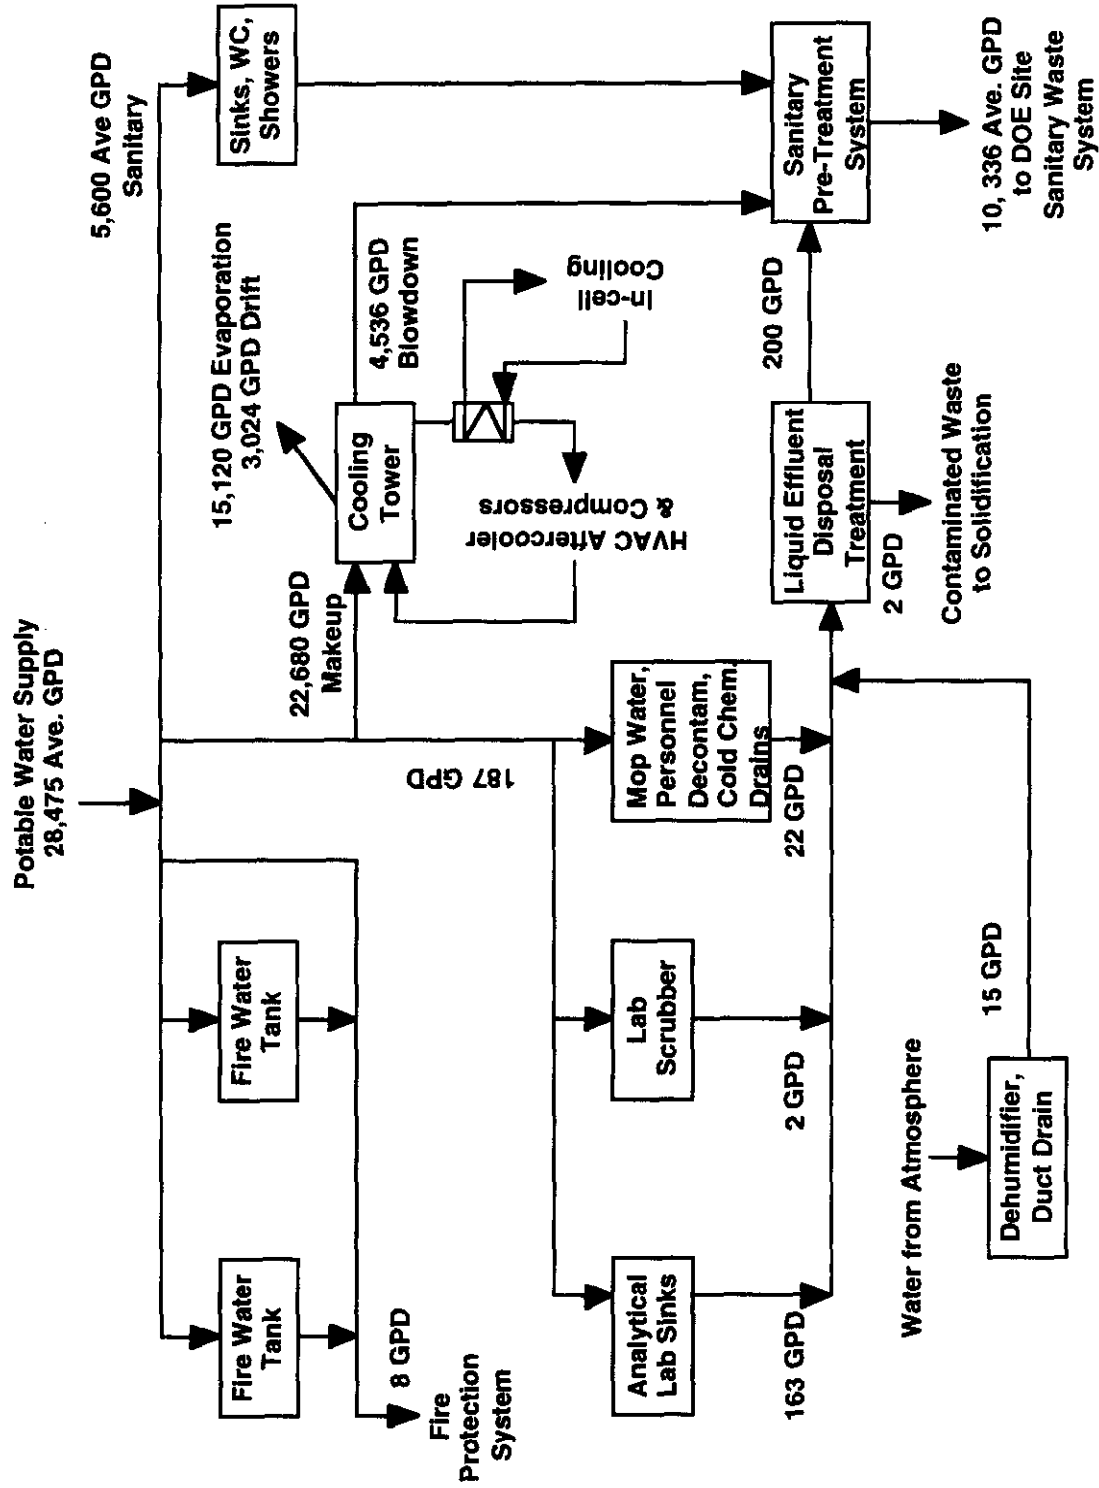 Potable Water Supply
28,475 Ave. GPD
5,600 Ave GPD
Sanitary
Fire Water
Tank
Fire Water
Tank
Sinks, WC,
Showers
8 GPD
Fire
Protection
System
22,680 GPD
Makeup
15,120 GPD Evaporation
3,024 GPD Drift
Cooling
Tower
4,536 GPD
Blowdown
In-cell
Cooling
HVAC Aftercooler
& Compressors
187 GPD
Analytical
Lab Sinks
Lab
Scrubber
Mop Water,
Personnel
Decontam,
Cold Chem.
Drains
163 GPD
2 GPD
22 GPD
Liquid Effluent
Disposal
Treatment
200 GPD
Sanitary
Pre-Treatment
System
2 GPD
Contaminated Waste
to Solidification
10, 336 Ave. GPD
to DOE Site
Sanitary Waste
System
Water from Atmosphere
15 GPD
Dehumidifier,
Duct Drain